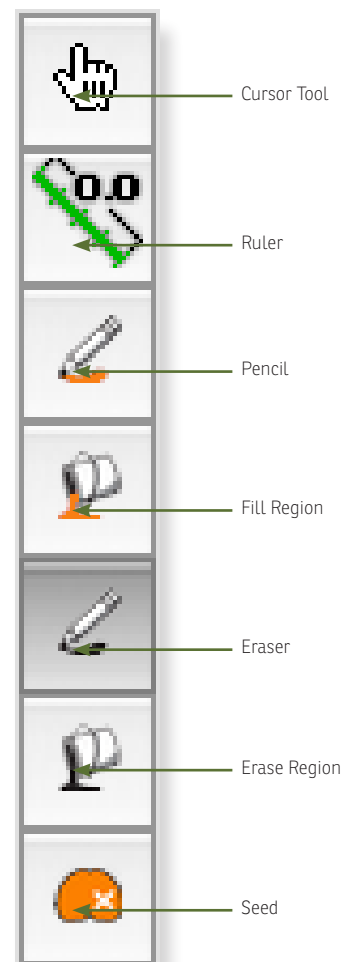 Cursor Tool
0.0
Ruler
Pencil
Fill Region
Eraser
Erase Region
Seed